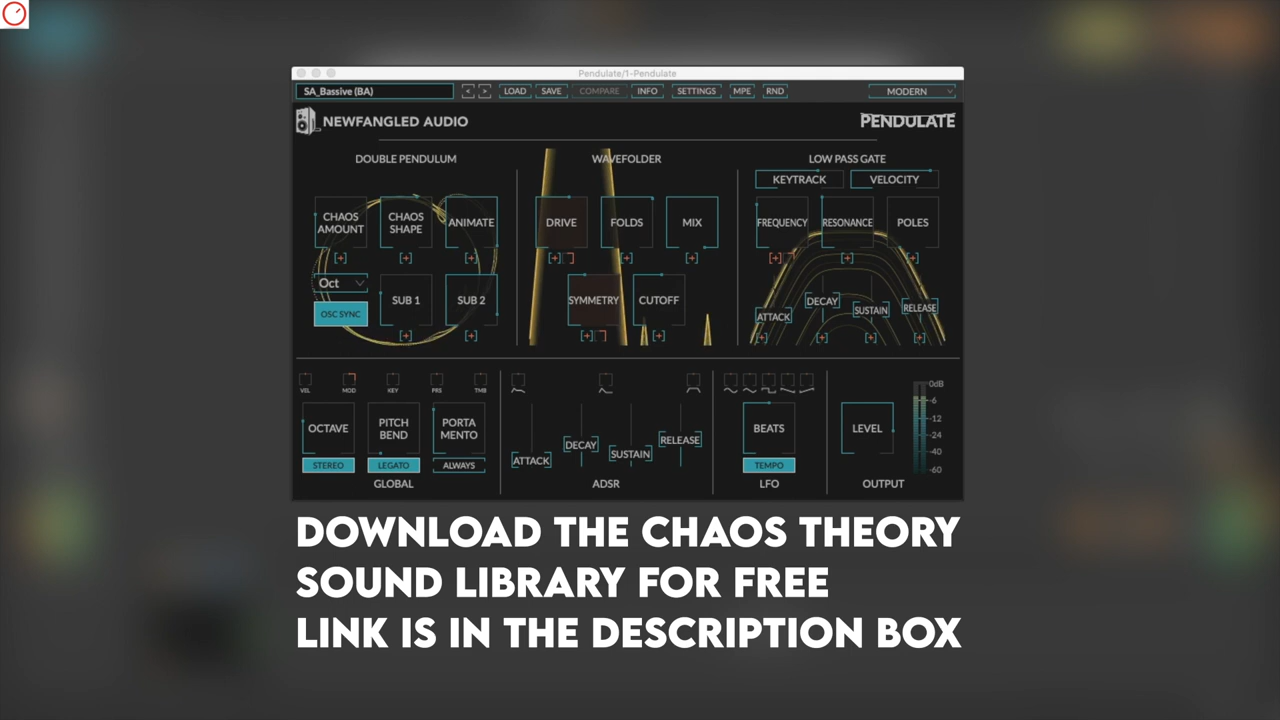 Pendulate/1-Pendulate
SA_Bassive (BA) < > LOAD SAVE COMPARE INFO SETTINGS MPE RND MODERN
NEWFANGLED AUDIO PENDULATE
DOUBLE PENDULUM WAVEFOLDER LOW PASS GATE
KEYTRACK VELOCITY
CHAOS AMOUNT CHAOS SHAPE ANIMATE DRIVE FOLDS MIX FREQUENCY RESONANCE POLES
[+] [+] [+] [+] [+] [+] [+] [+]
Oct
OSC SYNC SUB 1 SUB 2 SYMMETRY CUTOFF ATTACK DECAY SUSTAIN RELEASE
[+] [+] [+] [+] [+] [+] [+] [+]
VEL MOD KEY PRS TMB
OCTAVE PITCH BEND PORTA MENTO ATTACK DECAY SUSTAIN RELEASE BEATS LEVEL
0dB
-6
-12
-24
-40
-60
STEREO LEGATO ALWAYS TEMPO
GLOBAL ADSR LFO OUTPUT
DOWNLOAD THE CHAOS THEORY
SOUND LIBRARY FOR FREE
LINK IS IN THE DESCRIPTION BOX